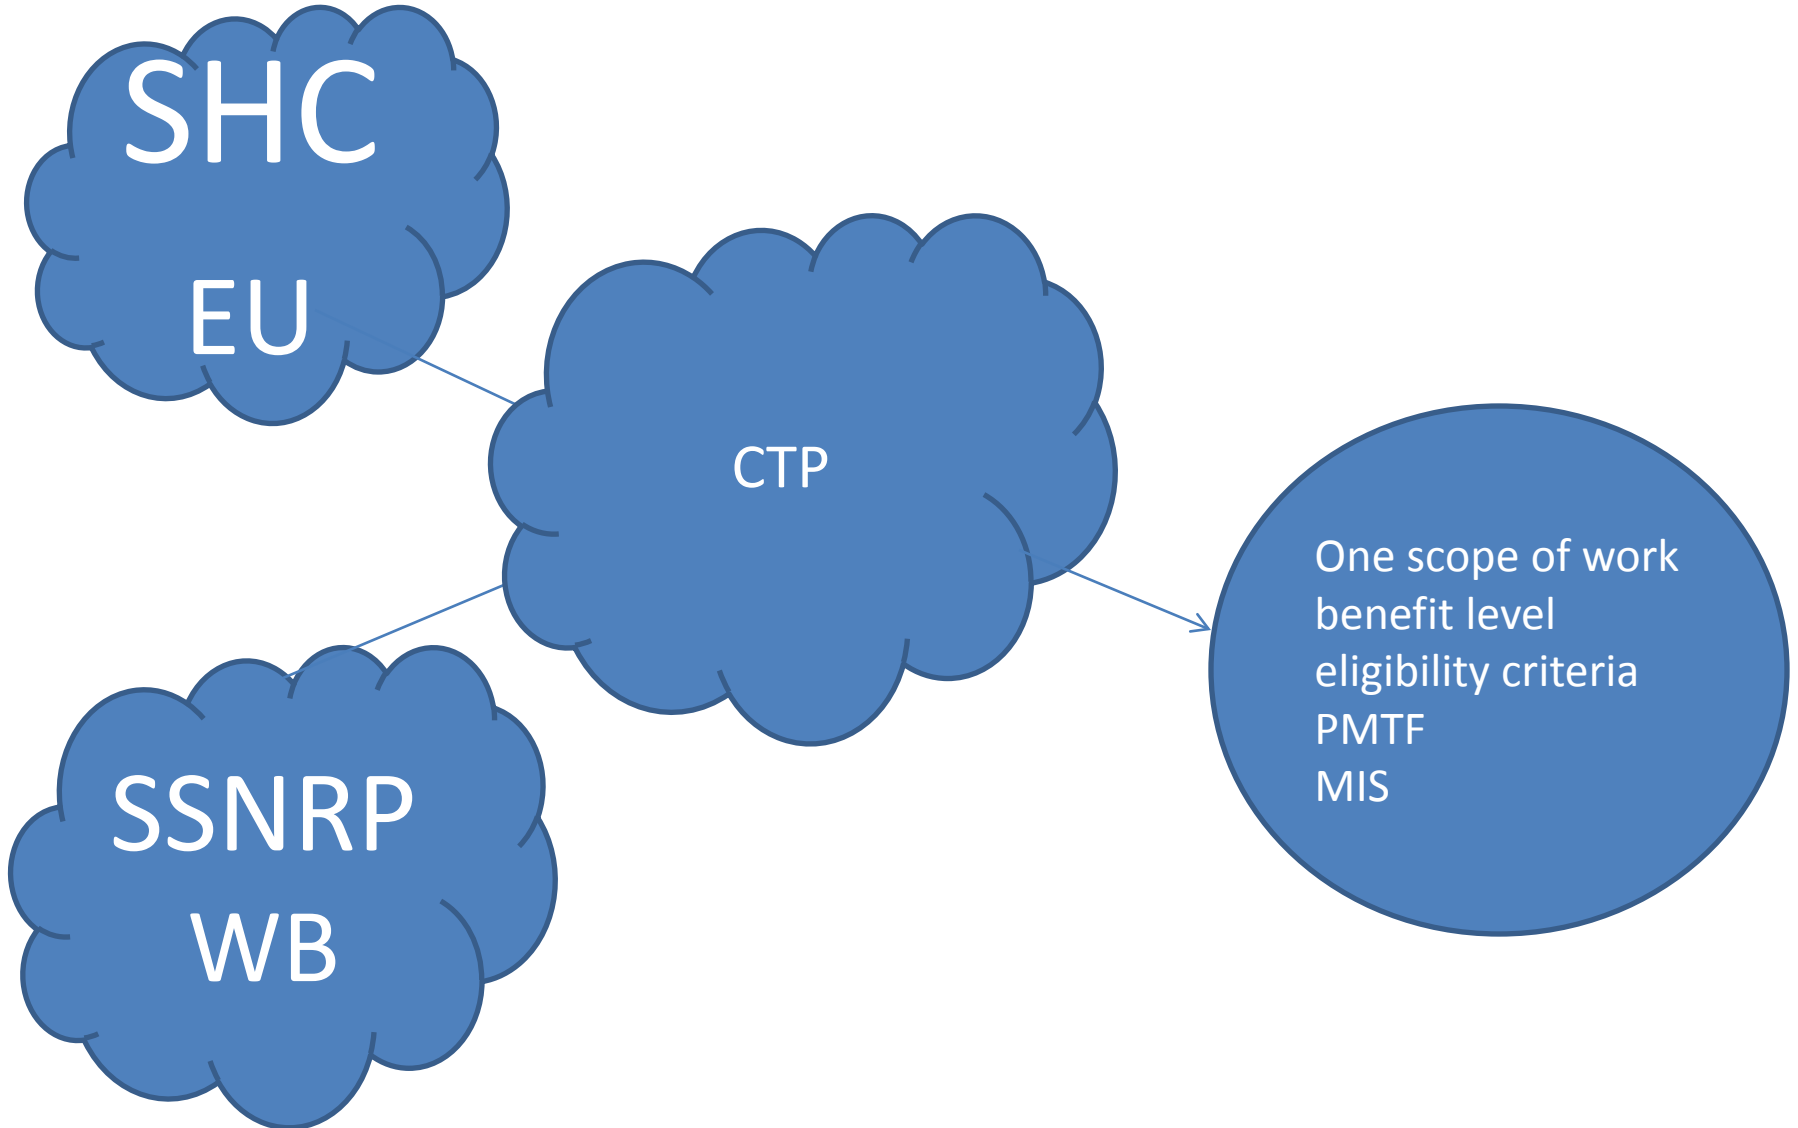 SHC
EU
CTP
SSNRP
WB
One scope of work
benefit level
eligibility criteria
PMTF
MIS